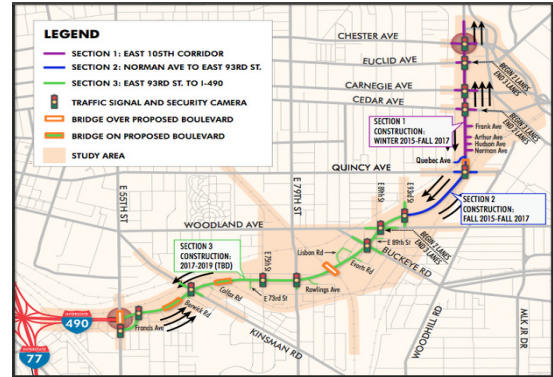 LEGEND
SECTION 1: EAST 105TH CORRIDOR
SECTION 2: NORMAN AVE TO EAST 93RD ST.
SECTION 3: EAST 93RD ST. TO I-490
TRAFFIC SIGNAL AND SECURITY CAMERA
BRIDGE OVER PROPOSED BOULEVARD
BRIDGE ON PROPOSED BOULEVARD
STUDY AREA
CHESTER AVE
EUCLID AVE
BEGIN 2 LANES
END 3 LANES
CARNEGIE AVE
CEDAR AVE
BEGIN 3 LANES
END 2 LANES
SECTION 1
CONSTRUCTION:
WINTER 2015-FALL 2017
Frank Ave
Arthur Ave
Hudson Ave
Norman Ave
Quebec Ave
QUINCY AVE
E 55TH ST
E 79TH ST
E 89th St
E 93rd St
SECTION 2
CONSTRUCTION:
FALL 2015-FALL 2017
WOODLAND AVE
E 89th St
BEGIN 2 LANES
END 3 LANES
BUCKEYE RD
SECTION 3
CONSTRUCTION:
2017-2019 (TBD)
E 75th St
Lisbon Rd
Evarts Rd
Rawlings Ave
E 73rd St
Colfax Rd
Berwick Rd
Francis Ave
KINSMAN RD
WOODHILL RD
MLK JR DR
INTERSTATE
490
INTERSTATE
77